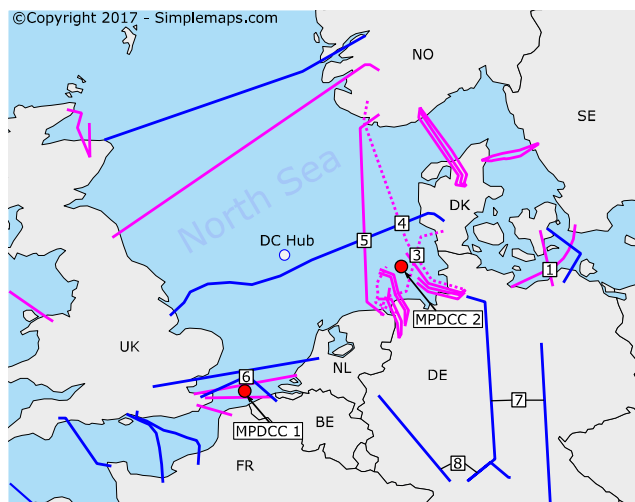 ©Copyright 2017 - Simplemaps.com
NO
SE
North Sea
DK
DC Hub
4
5
3
1
MPDCC 2
UK
NL
DE
6
7
MPDCC 1
BE
8
FR